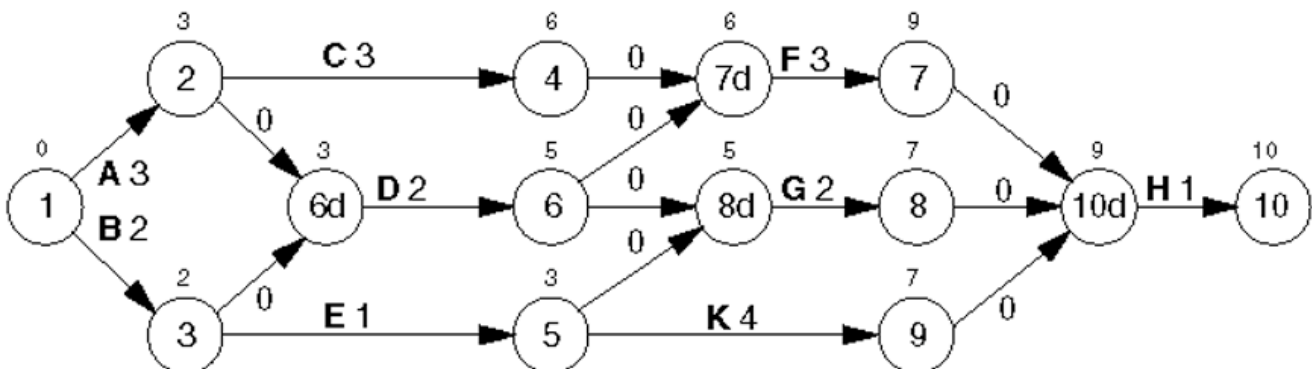 3 6 6 9
C 3 0 F 3
2 4 7d 7
0 0 0
0 3 5 5 7 9 10
A 3 D 2 0 G 2 0 H 1
1 6d 6 8d 8 10d 10
B 2
2 0 3 0 7
E 1 K 4 0
3 5 9